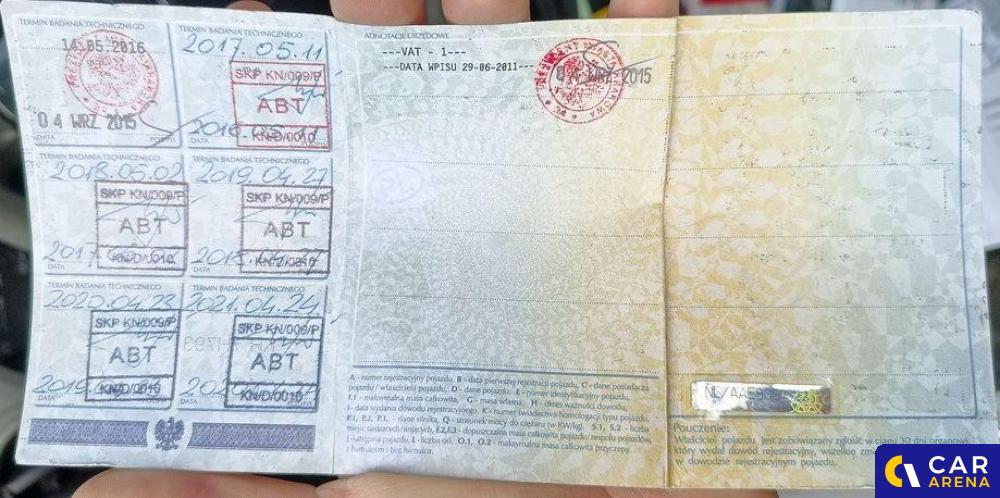 TERMIN BADANIA TECHNICZNEGO
14.05.2016
04 WRZ 2015
DATA
TERMIN BADANIA TECHNICZNEGO
2017.05.11
SKP KN/009/P
ABT
KN/D/0010
DATA
TERMIN BADANIA TECHNICZNEGO
2018.05.02
SKP KN/009/P
ABT
KN/D/0010
DATA
TERMIN BADANIA TECHNICZNEGO
2019.04.27
SKP KN/009/P
ABT
KN/D/0010
DATA
TERMIN BADANIA TECHNICZNEGO
2020.04.23
SKP KN/009/P
ABT
KN/D/0010
DATA
TERMIN BADANIA TECHNICZNEGO
2021.04.24
SKP KN/009/P
ABT
KN/D/0010
DATA
ADNOTACJE URZĘDOWE
---VAT - 1---
---DATA WPISU 29-06-2011---
04 WRZ 2015
A - numer rejestracyjny pojazdu, B - data pierwszej rejestracji pojazdu, C - dane posiadacza
pojazdu / właściciela pojazdu, D - dane pojazdu, E - numer identyfikacyjny pojazdu,
F.1 - maksymalna masa całkowita, G - masa własna, H - okres ważności dowodu,
I - data wydania dowodu rejestracyjnego, K - numer świadectwa homologacji typu pojazdu,
P.1, P.2, P.3, - dane silnika, Q - stosunek mocy do ciężaru (w KW/kg), S.1, S.2 - liczba
miejsc siedzących/stojących, F.2,F.3 - dopuszczalna masa całkowita pojazdu/zespołu pojazdów,
J-kategoria pojazdu, L - liczba osi, O.1, O.2 - maksymalna masa całkowita przyczepy
z hamulcem / bez hamulca.
Pouczenie:
Właściciel pojazdu jest zobowiązany zgłosić w ciągu 30 dni organowi,
który wydał dowód rejestracyjny, wszelkie
w dowodzie rejestracyjnym pojazdu.
CAR
ARENA